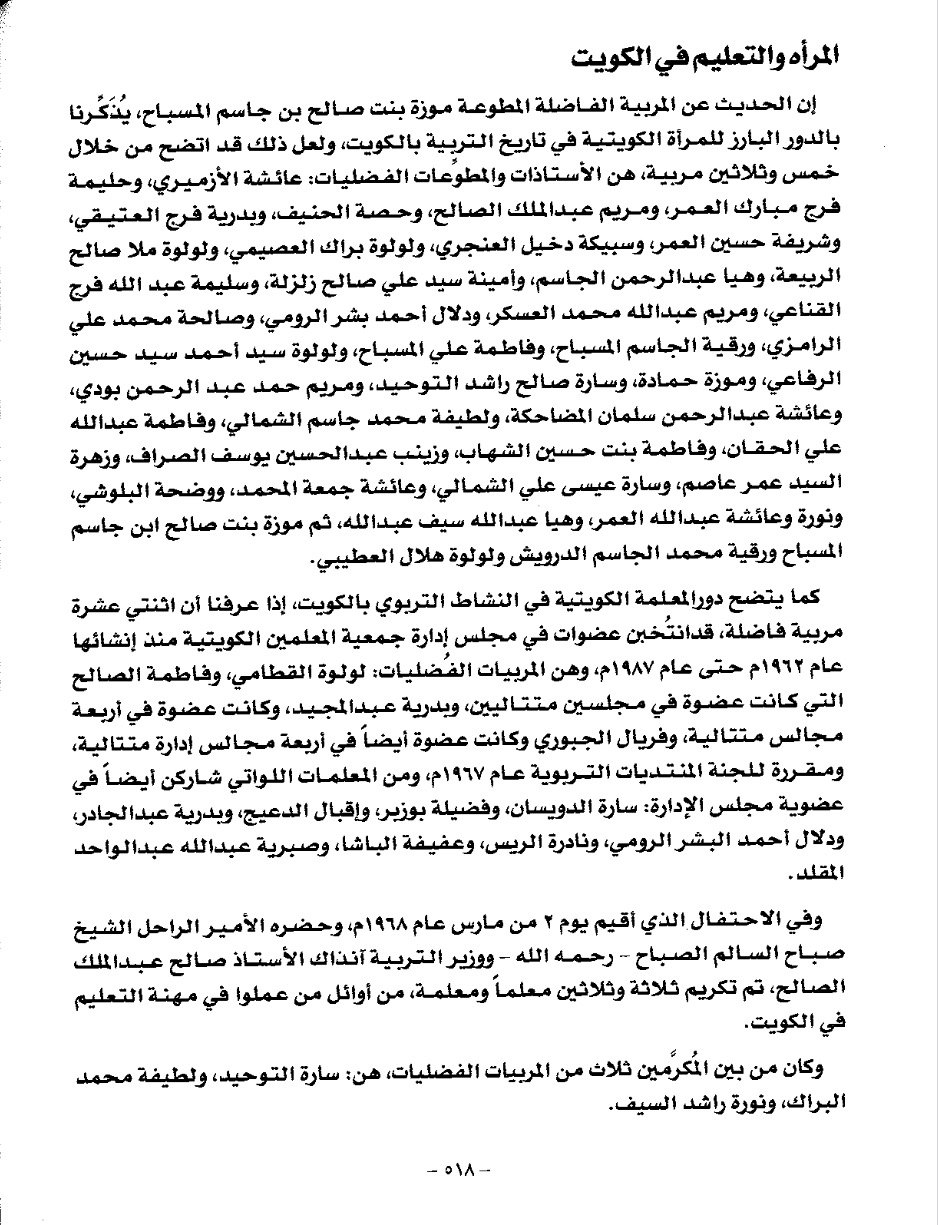 المرأه والتعليم في الكويت
إن الحديث عن المربية الفاضلة المطوعة موزة بنت صالح بن جاسم المسباح، يُذَكِّرنا
بالدور البارز للمرأة الكويتية في تاريخ التربية بالكويت، ولعل ذلك قد اتضح من خلال
خمس وثلاثين مربية، هن الأستاذات والمطوِّعات الفضليات: عائشة الأزميري، وحليمة
فرج مبارك العمر، ومريم عبدالملك الصالح، وحصة الحنيف، وبدرية فرج العتيقي،
وشريفة حسين العمر، وسبيكة دخيل العنجري، ولولوة براك العصيمي، ولولوة ملا صالح
الربيعة، وهيا عبدالرحمن الجاسم، وأمينة سيد علي صالح زلزلة، وسليمة عبد الله فرج
القناعي، ومريم عبدالله محمد العسكر، ودلال أحمد بشر الرومي، وصالحة محمد علي
الرامزي، ورقية الجاسم المسباح، وفاطمة علي المسباح، ولولوة سيد أحمد سيد حسين
الرفاعي، وموزة حمادة، وسارة صالح راشد التوحيد، ومريم حمد عبد الرحمن بودي،
وعائشة عبدالرحمن سلمان المضاحكة، ولطيفة محمد جاسم الشمالي، وفاطمة عبدالله
علي الحقان، وفاطمة بنت حسين الشهاب، وزينب عبدالحسين يوسف الصراف، وزهرة
السيد عمر عاصم، وسارة عيسى علي الشمالي، وعائشة جمعة المحمد، ووضحة البلوشي،
ونورة وعائشة عبدالله العمر، وهيا عبدالله سيف عبدالله، ثم موزة بنت صالح ابن جاسم
المسباح ورقية محمد الجاسم الدرويش ولولوة هلال العطيبي.
كما يتضح دورالمعلمة الكويتية في النشاط التربوي بالكويت، إذا عرفنا أن اثنتي عشرة
مربية فاضلة، قدانتُخبن عضوات في مجلس إدارة جمعية المعلمين الكويتية منذ إنشائها
عام ١٩٦٢م حتى عام ١٩٨٧م، وهن المربيات الفُضليات: لولوة القطامي، وفاطمة الصالح
التي كانت عضوة في مجلسين متتاليين، وبدرية عبدالمجيد، وكانت عضوة في أربعة
مجالس متتالية، وفريال الجبوري وكانت عضوة أيضاً في أربعة مجالس إدارة متتالية،
ومقررة للجنة المنتديات التربوية عام ١٩٦٧م، ومن المعلمات اللواتي شاركن أيضاً في
عضوية مجلس الإدارة: سارة الدويسان، وفضيلة بوزير، وإقبال الدعيج، وبدرية عبدالجادر،
ودلال أحمد البشر الرومي، ونادرة الريس، وعفيفة الباشا، وصبرية عبدالله عبدالواحد
المقلد.
وفي الاحتفال الذي أقيم يوم ٢ من مارس عام ١٩٦٨م، وحضره الأمير الراحل الشيخ
صباح السالم الصباح - رحمه الله - ووزير التربية آنذاك الأستاذ صالح عبدالملك
الصالح، تم تكريم ثلاثة وثلاثين معلماً ومعلمة، من أوائل من عملوا في مهنة التعليم
في الكويت.
وكان من بين المُكرَّمين ثلاث من المربيات الفضليات، هن: سارة التوحيد، ولطيفة محمد
البراك، ونورة راشد السيف.
- ٥١٨ -